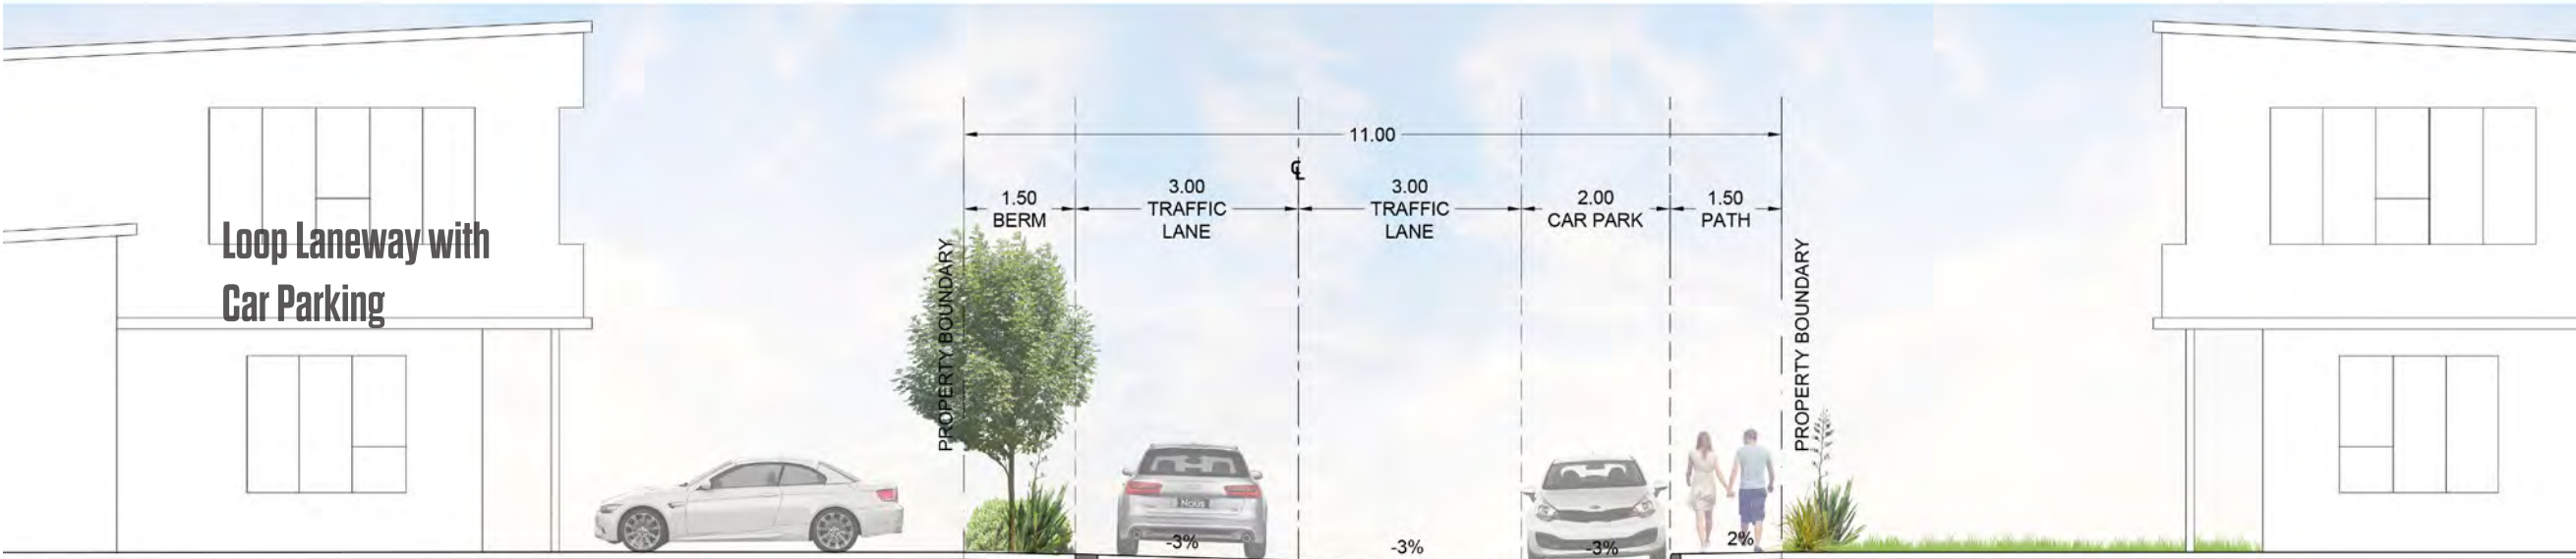 11.00
℄
1.50
BERM
3.00
TRAFFIC
LANE
3.00
TRAFFIC
LANE
2.00
CAR PARK
1.50
PATH
Loop Laneway with
Car Parking
PROPERTY BOUNDARY
PROPERTY BOUNDARY
Nous
-3%
-3%
-3%
2%